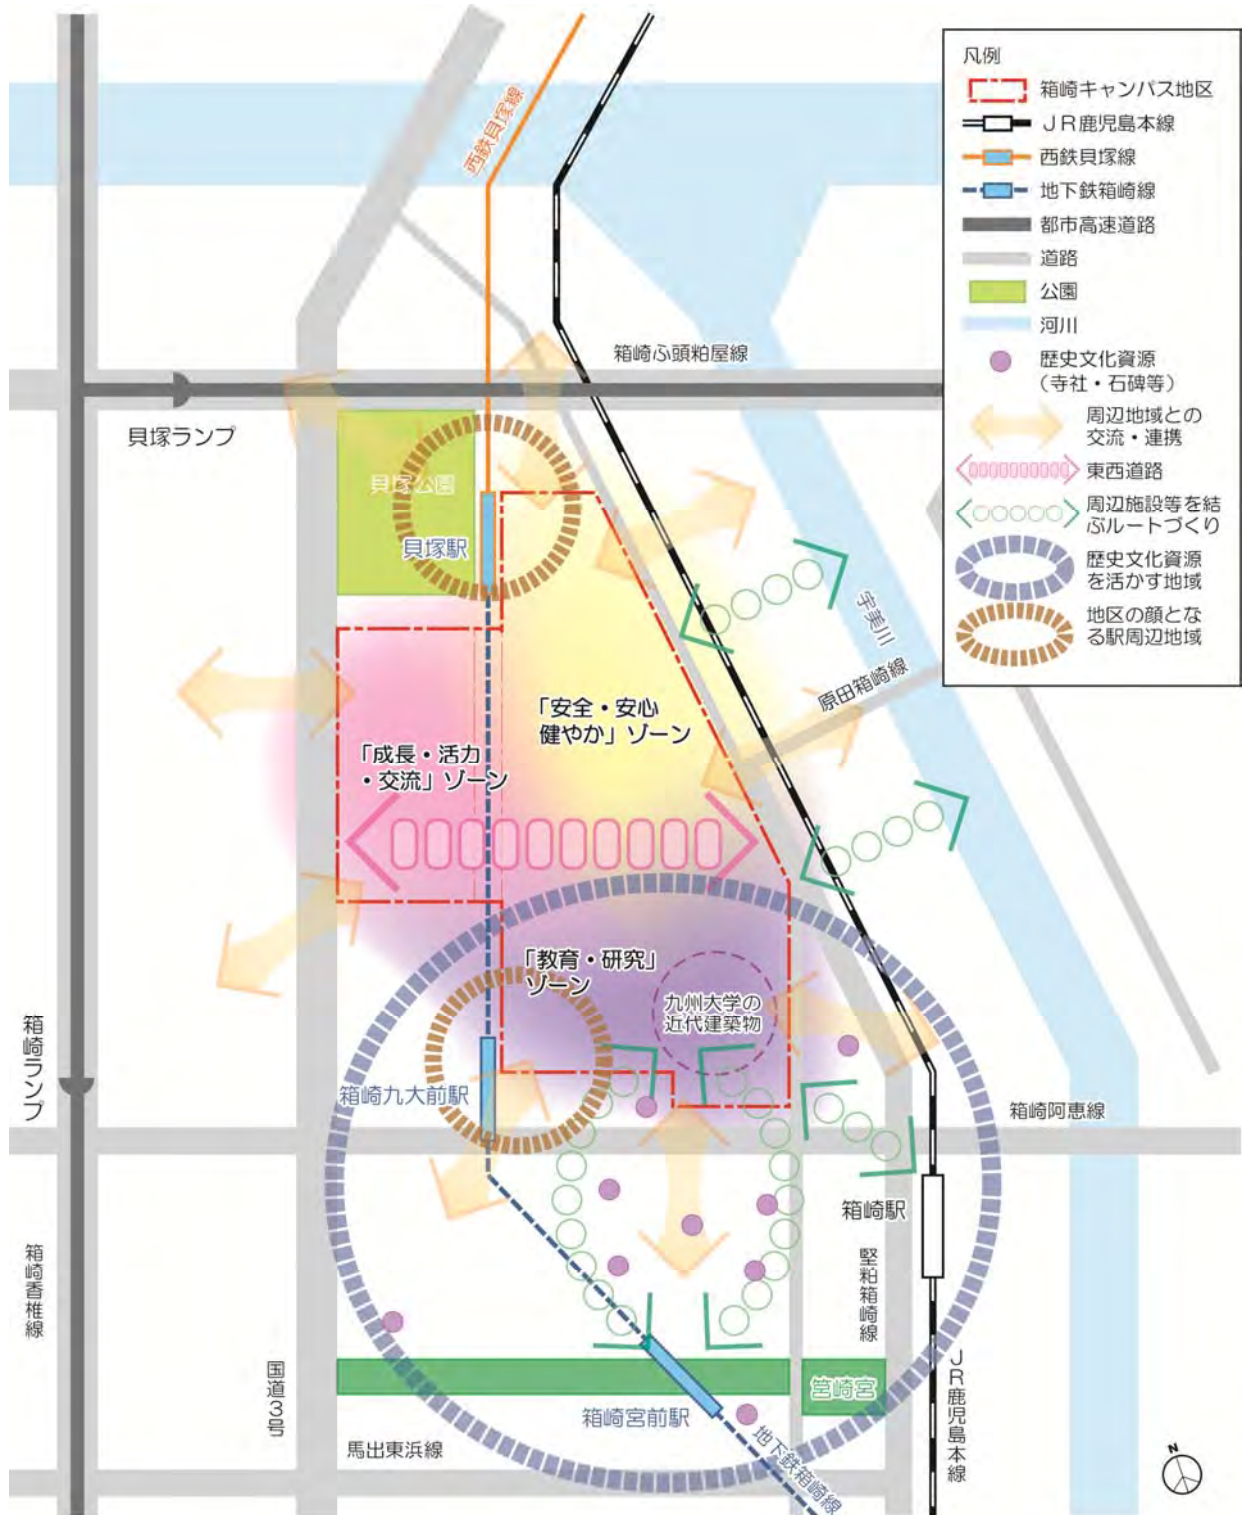 凡例
箱崎キャンパス地区
JR鹿児島本線
西鉄貝塚線
地下鉄箱崎線
都市高速道路
道路
公園
河川
歴史文化資源
（寺社・石碑等）
周辺地域との
交流・連携
東西道路
周辺施設等を結
ぶルートづくり
歴史文化資源
を活かす地域
地区の顔とな
る駅周辺地域
西鉄貝塚線
箱崎ふ頭粕屋線
貝塚ランプ
貝塚公園
貝塚駅
宇美川
原田箱崎線
「安全・安心
健やか」ゾーン
「成長・活力
・交流」ゾーン
「教育・研究」
ゾーン
九州大学の
近代建築物
箱崎ランプ
箱崎九大前駅
箱崎阿恵線
箱崎駅
箱崎香椎線
堅粕箱崎線
国道3号
筥崎宮
箱崎宮前駅
JR鹿児島本線
馬出東浜線
地下鉄箱崎線
N